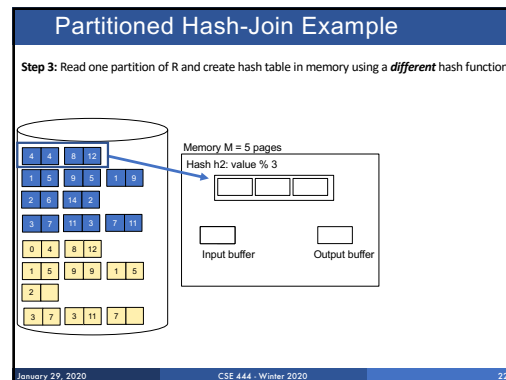 Partitioned Hash-Join Example
Step 3: Read one partition of R and create hash table in memory using a different hash function
Memory M = 5 pages
Hash h2: value % 3
4 4 8 12
1 5 9 5 1 9
2 6 14 2
3 7 11 3 7 11
0 4 8 12
1 5 9 9 1 5
2
3 7 3 11 7
Input buffer
Output buffer
January 29, 2020
CSE 444 - Winter 2020
22